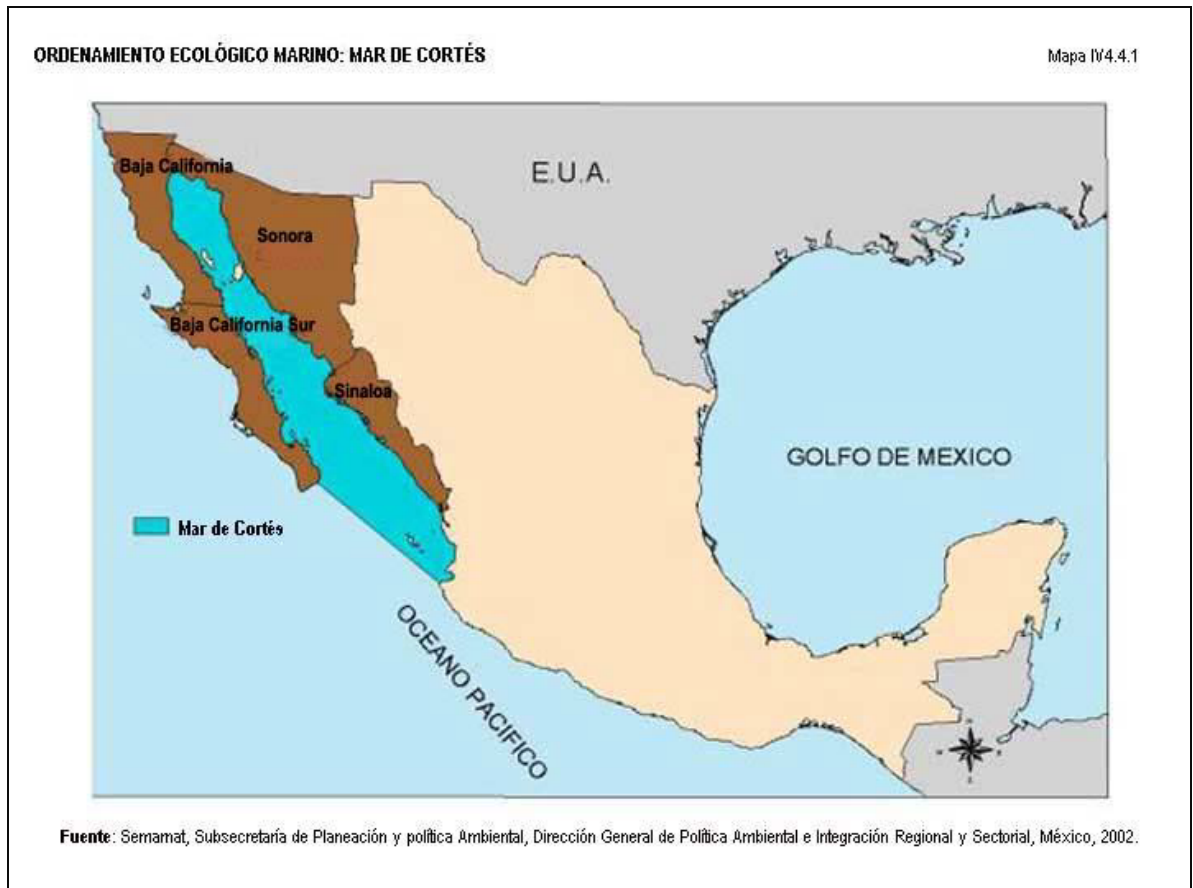 ORDENAMIENTO ECOLÓGICO MARINO: MAR DE CORTÉS
Mapa IV4.4.1
E.U.A.
Baja California
Sonora
Baja California Sur
Sinaloa
GOLFO DE MEXICO
Mar de Cortés
OCEANO PACIFICO
Fuente: Semarnat, Subsecretaría de Planeación y política Ambiental, Dirección General de Política Ambiental e Integración Regional y Sectorial, México, 2002.